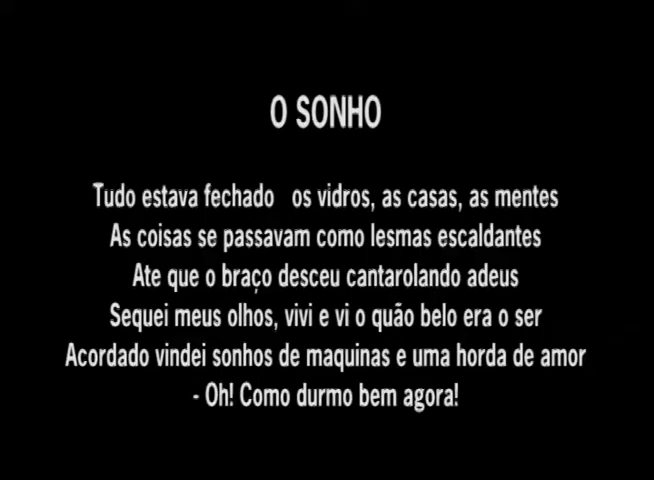 O SONHO
Tudo estava fechado os vidros, as casas, as mentes
As coisas se passavam como lesmas escaldantes
Ate que o braço desceu cantarolando adeus
Sequei meus olhos, vivi e vi o quão belo era o ser
Acordado vindei sonhos de maquinas e uma horda de amor
- Oh! Como durmo bem agora!